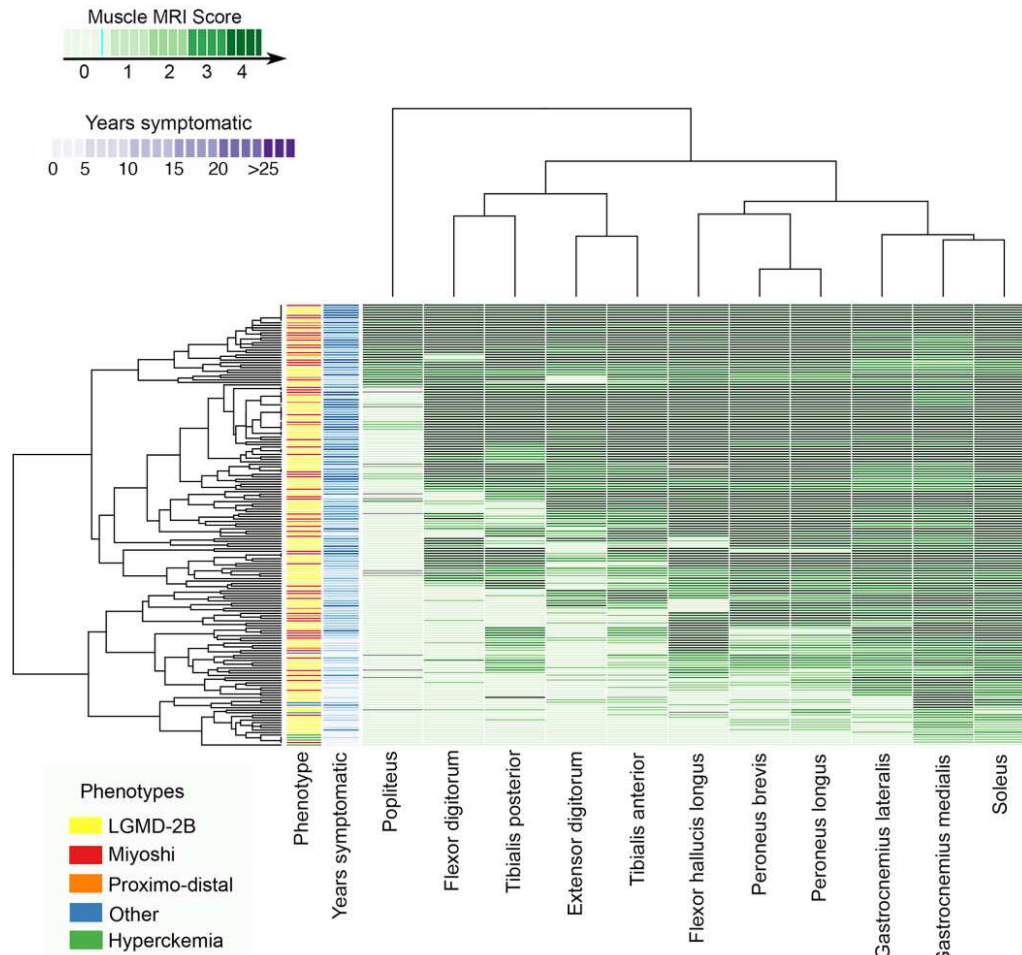 Muscle MRI Score
0 1 2 3 4
Years symptomatic
0 5 10 15 20 >25
Phenotype
Years symptomatic
Popliteus
Flexor digitorum
Tibialis posterior
Extensor digitorum
Tibialis anterior
Flexor hallucis longus
Peroneus brevis
Peroneus longus
Gastrocnemius lateralis
Gastrocnemius medialis
Soleus
Phenotypes
LGMD-2B
Miyoshi
Proximo-distal
Other
Hyperckemia